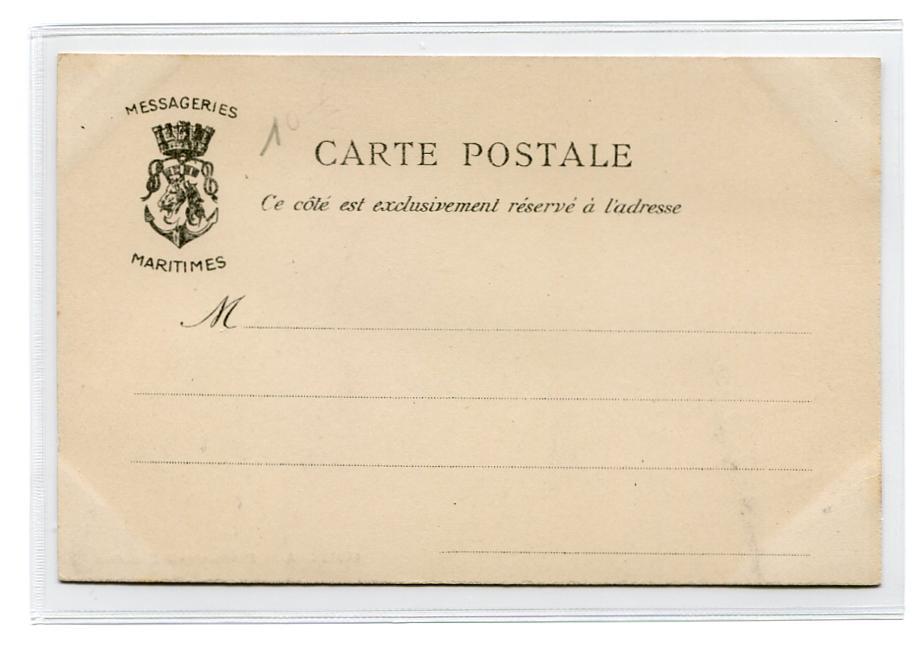 MESSAGERIES
MARITIMES
CARTE POSTALE
Ce côté est exclusivement réservé à l'adresse
M